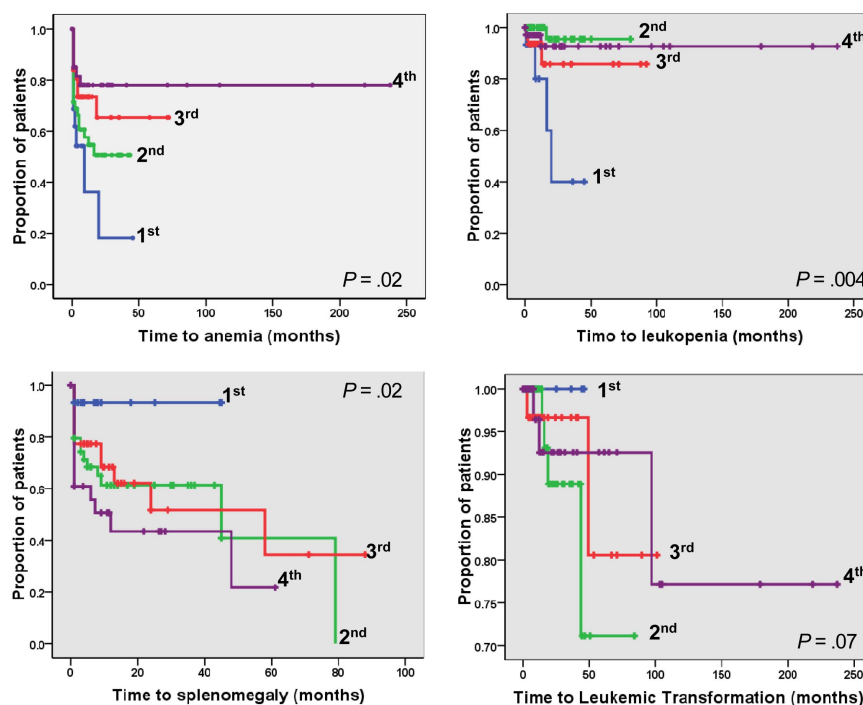 Proportion of patients
1.0
0.8
0.6
0.4
0.2
0.0
4th
3rd
2nd
1st
P = .02
0 50 100 150 200 250
Time to anemia (months)
Proportion of patients
1.0
0.8
0.6
0.4
0.2
0.0
2nd
4th
3rd
1st
P = .004
0 50 100 150 200 250
Timo to leukopenia (months)
Proportion of patients
1.0
0.8
0.6
0.4
0.2
0.0
P = .02
1st
3rd
4th
2nd
0 20 40 60 80 100
Time to splenomegaly (months)
Proportion of patients
1.00
0.95
0.90
0.85
0.80
0.75
0.70
1st
3rd
4th
2nd
P = .07
0 50 100 150 200 250
Time to Leukemic Transformation (months)